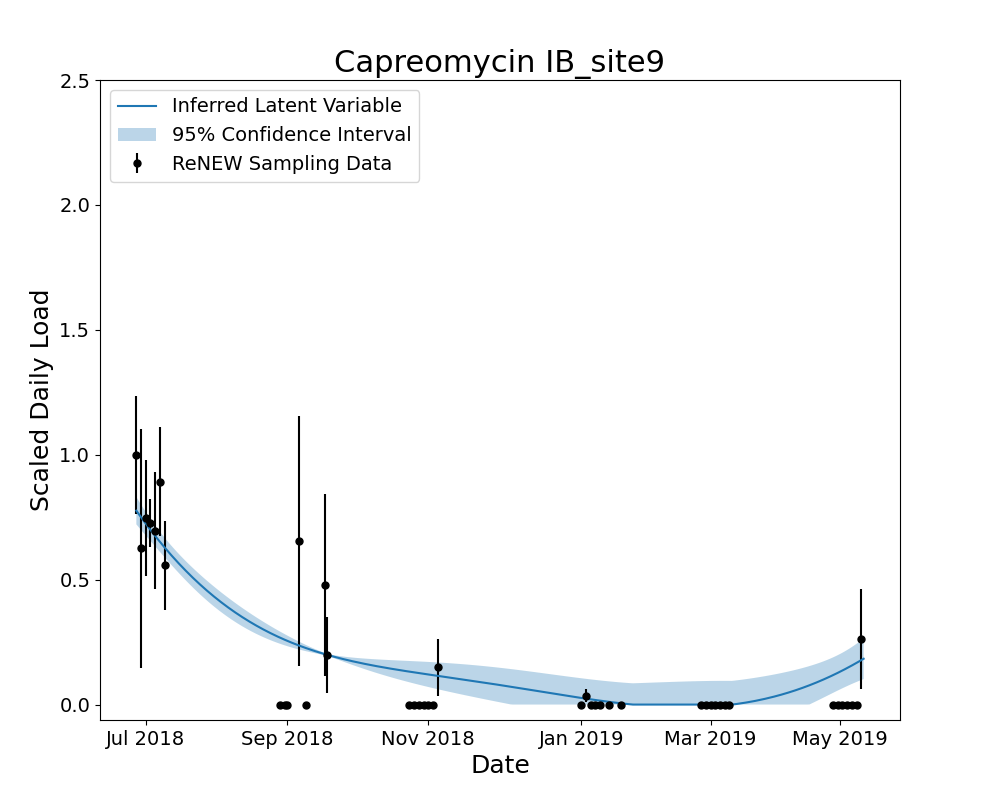 Capreomycin IB_site9
2.5
2.0
1.5
1.0
0.5
0.0
Scaled Daily Load
Inferred Latent Variable
95% Confidence Interval
ReNEW Sampling Data
Jul 2018
Sep 2018
Nov 2018
Jan 2019
Mar 2019
May 2019
Date